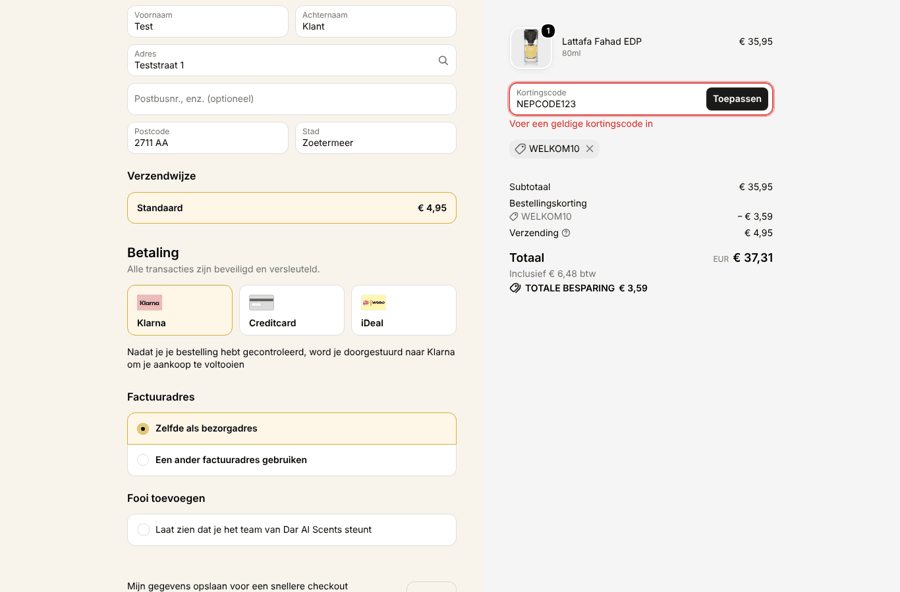 Voornaam
Test
Achternaam
Klant
Adres
Teststraat 1
Postbusnr., enz. (optioneel)
Postcode
2711 AA
Stad
Zoetermeer
Verzendwijze
Standaard € 4,95
Betaling
Alle transacties zijn beveiligd en versleuteld.
Klarna
Klarna
Creditcard
iDeal
Nadat je je bestelling hebt gecontroleerd, word je doorgestuurd naar Klarna
om je aankoop te voltooien
Factuuradres
Zelfde als bezorgadres
Een ander factuuradres gebruiken
Fooi toevoegen
Laat zien dat je het team van Dar Al Scents steunt
Mijn gegevens opslaan voor een snellere checkout
1
Lattafa Fahad EDP € 35,95
80ml
Kortingscode
NEPCODE123
Toepassen
Voer een geldige kortingscode in
WELKOM10
Subtotaal € 35,95
Bestellingskorting
WELKOM10 − € 3,59
Verzending € 4,95
Totaal EUR € 37,31
Inclusief € 6,48 btw
TOTALE BESPARING € 3,59